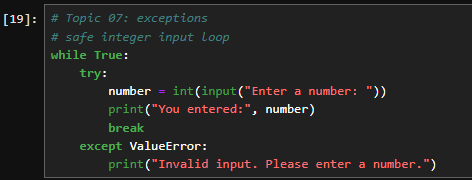 [19]:
# Topic 07: exceptions
# safe integer input loop
while True:
    try:
        number = int(input("Enter a number: "))
        print("You entered:", number)
        break
    except ValueError:
        print("Invalid input. Please enter a number.")